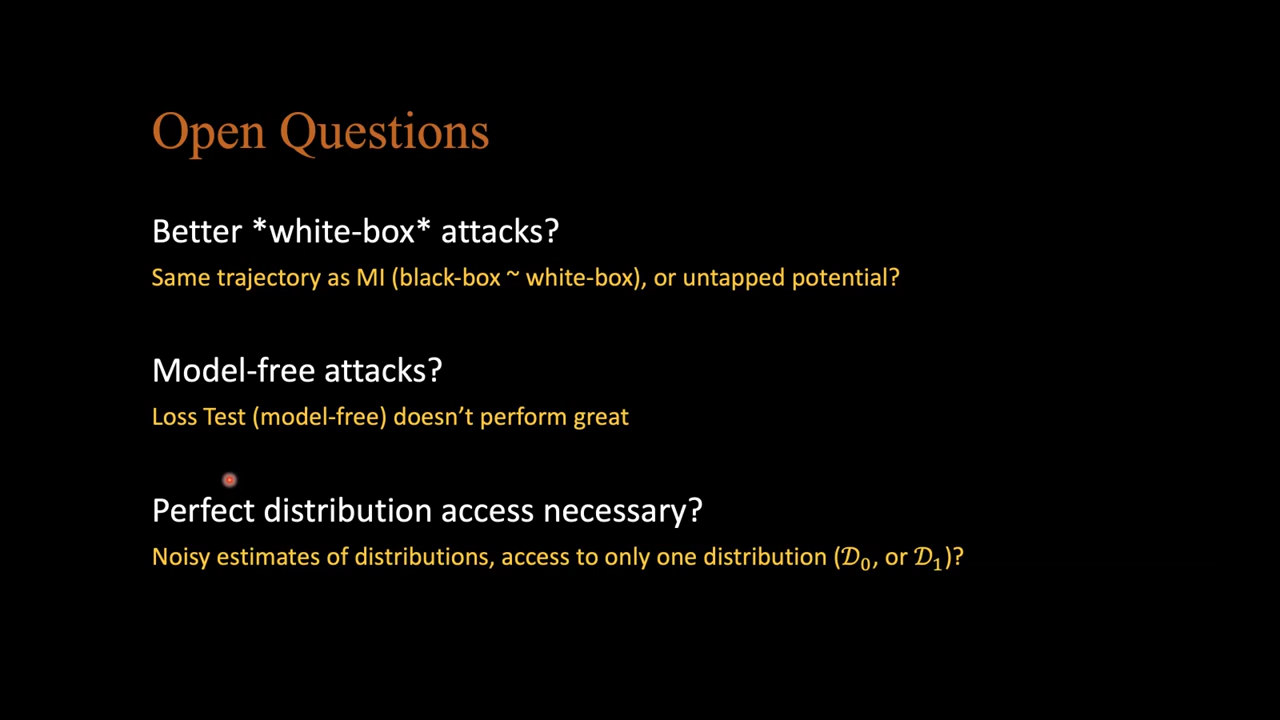 Open Questions
Better *white-box* attacks?
Same trajectory as MI (black-box ~ white-box), or untapped potential?
Model-free attacks?
Loss Test (model-free) doesn’t perform great
Perfect distribution access necessary?
Noisy estimates of distributions, access to only one distribution (𝒟₀, or 𝒟₁)?